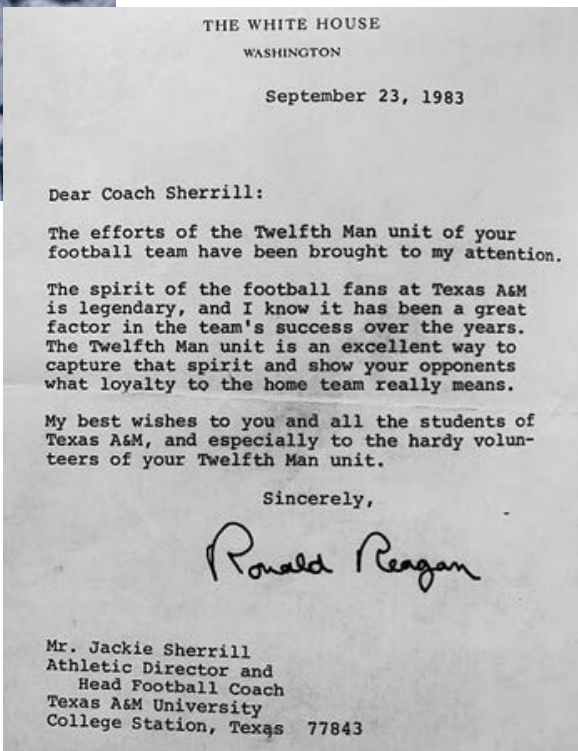 THE WHITE HOUSE
WASHINGTON
September 23, 1983
Dear Coach Sherrill:
The efforts of the Twelfth Man unit of your
football team have been brought to my attention.
The spirit of the football fans at Texas A&M
is legendary, and I know it has been a great
factor in the team's success over the years.
The Twelfth Man unit is an excellent way to
capture that spirit and show your opponents
what loyalty to the home team really means.
My best wishes to you and all the students of
Texas A&M, and especially to the hardy volun-
teers of your Twelfth Man unit.
Sincerely,
Ronald Reagan
Mr. Jackie Sherrill
Athletic Director and
Head Football Coach
Texas A&M University
College Station, Texas 77843